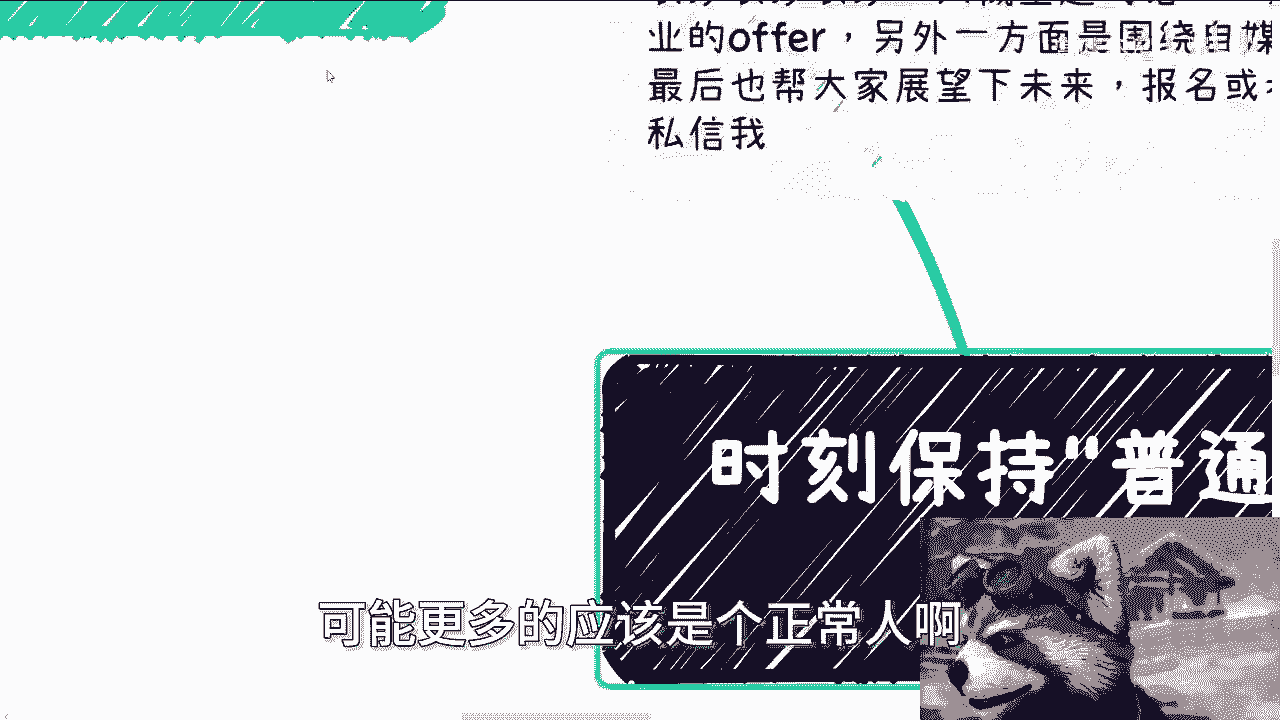 业的offer，另外一方面是围绕自媒
最后也帮大家展望下未来，报名或
私信我
时刻保持"普通
可能更多的应该是个正常人啊